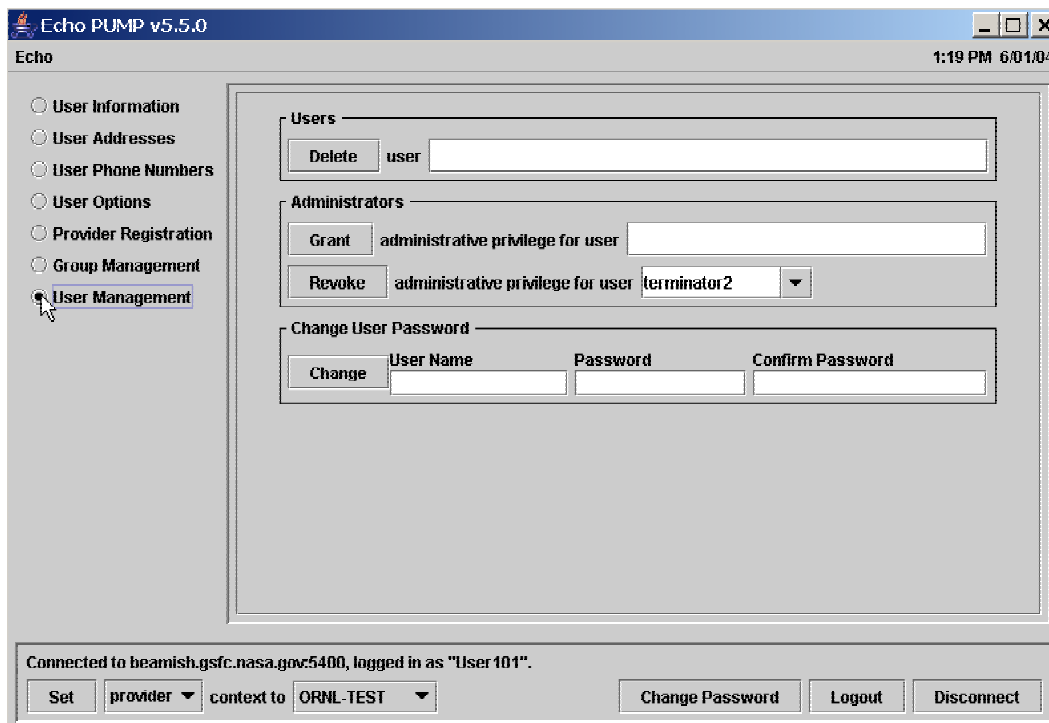 Echo PUMP v5.5.0
Echo 1:19 PM 6/01/04
User Information
User Addresses
User Phone Numbers
User Options
Provider Registration
Group Management
User Management
Users
Delete user
Administrators
Grant administrative privilege for user
Revoke administrative privilege for user terminator2
Change User Password
User Name Password Confirm Password
Change
Connected to beamish.gsfc.nasa.gov:5400, logged in as "User101".
Set provider context to ORNL-TEST Change Password Logout Disconnect